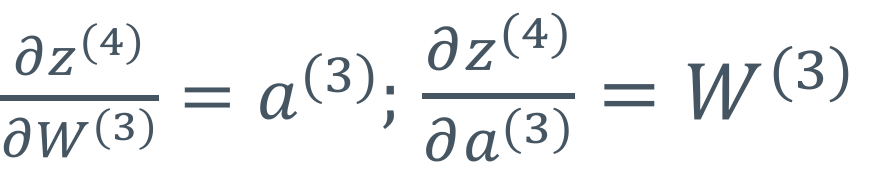 ∂z⁽⁴⁾/∂W⁽³⁾ = a⁽³⁾; ∂z⁽⁴⁾/∂a⁽³⁾ = W⁽³⁾